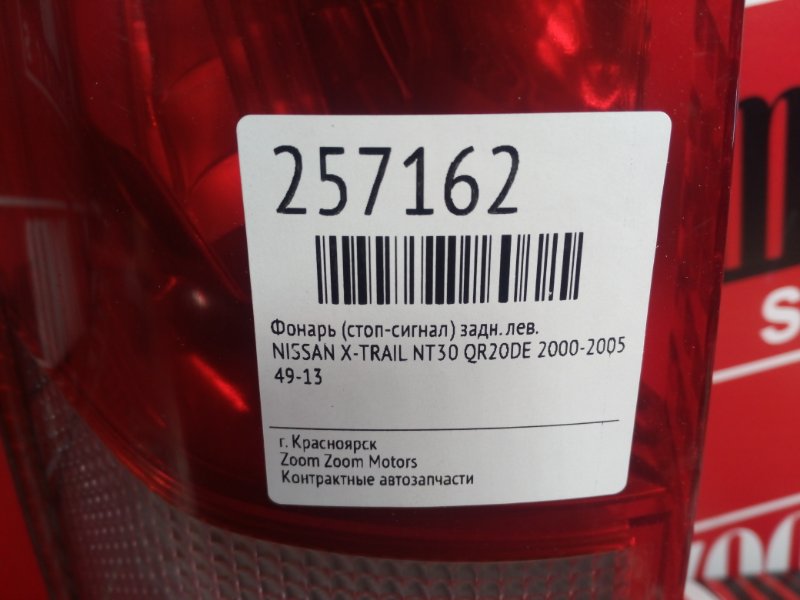 257162
Фонарь (стоп-сигнал) задн. лев.
NISSAN X-TRAIL NT30 QR20DE 2000-2005
49-13
г. Красноярск
Zoom Zoom Motors
Контрактные автозапчасти